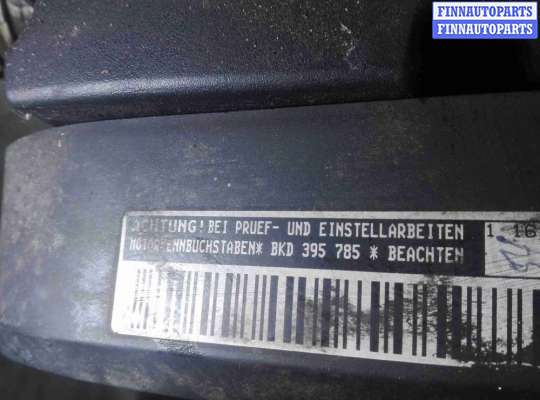 FINNAUTOPARTS
FINNAUTOPARTS
ACHTUNG! BEI PRUEF- UND EINSTELLARBEITEN
MOTORKENNBUCHSTABEN* BKD 395 785 * BEACHTEN
1 16